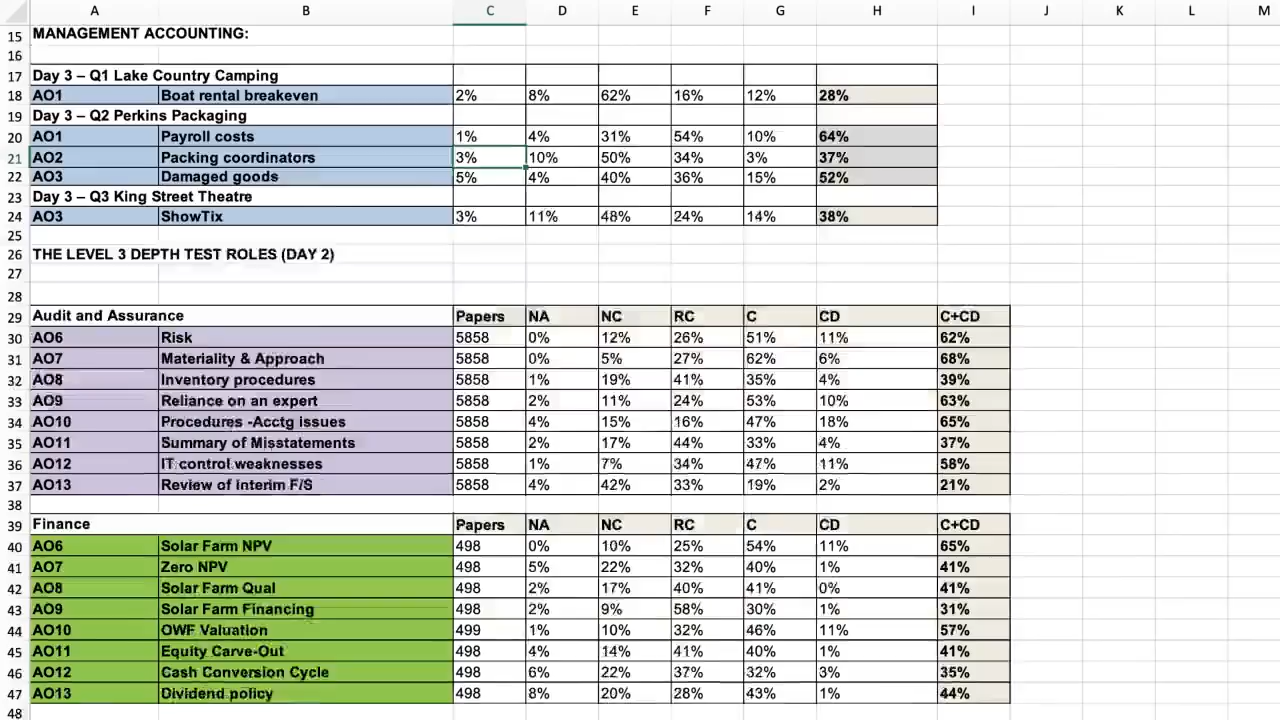 A B C D E F G H I J K L M
15 MANAGEMENT ACCOUNTING:
16
17 Day 3 – Q1 Lake Country Camping
18 AO1 Boat rental breakeven 2% 8% 62% 16% 12% 28%
19 Day 3 – Q2 Perkins Packaging
20 AO1 Payroll costs 1% 4% 31% 54% 10% 64%
21 AO2 Packing coordinators 3% 10% 50% 34% 3% 37%
22 AO3 Damaged goods 5% 4% 40% 36% 15% 52%
23 Day 3 – Q3 King Street Theatre
24 AO3 ShowTix 3% 11% 48% 24% 14% 38%
25
26 THE LEVEL 3 DEPTH TEST ROLES (DAY 2)
27
28
29 Audit and Assurance Papers NA NC RC C CD C+CD
30 AO6 Risk 5858 0% 12% 26% 51% 11% 62%
31 AO7 Materiality & Approach 5858 0% 5% 27% 62% 6% 68%
32 AO8 Inventory procedures 5858 1% 19% 41% 35% 4% 39%
33 AO9 Reliance on an expert 5858 2% 11% 24% 53% 10% 63%
34 AO10 Procedures -Acctg issues 5858 4% 15% 16% 47% 18% 65%
35 AO11 Summary of Misstatements 5858 2% 17% 44% 33% 4% 37%
36 AO12 IT control weaknesses 5858 1% 7% 34% 47% 11% 58%
37 AO13 Review of Interim F/S 5858 4% 42% 33% 19% 2% 21%
38
39 Finance Papers NA NC RC C CD C+CD
40 AO6 Solar Farm NPV 498 0% 10% 25% 54% 11% 65%
41 AO7 Zero NPV 498 5% 22% 32% 40% 1% 41%
42 AO8 Solar Farm Qual 498 2% 17% 40% 41% 0% 41%
43 AO9 Solar Farm Financing 498 2% 9% 58% 30% 1% 31%
44 AO10 OWF Valuation 499 1% 10% 32% 46% 11% 57%
45 AO11 Equity Carve-Out 498 4% 14% 41% 40% 1% 41%
46 AO12 Cash Conversion Cycle 498 6% 22% 37% 32% 3% 35%
47 AO13 Dividend policy 498 8% 20% 28% 43% 1% 44%
48